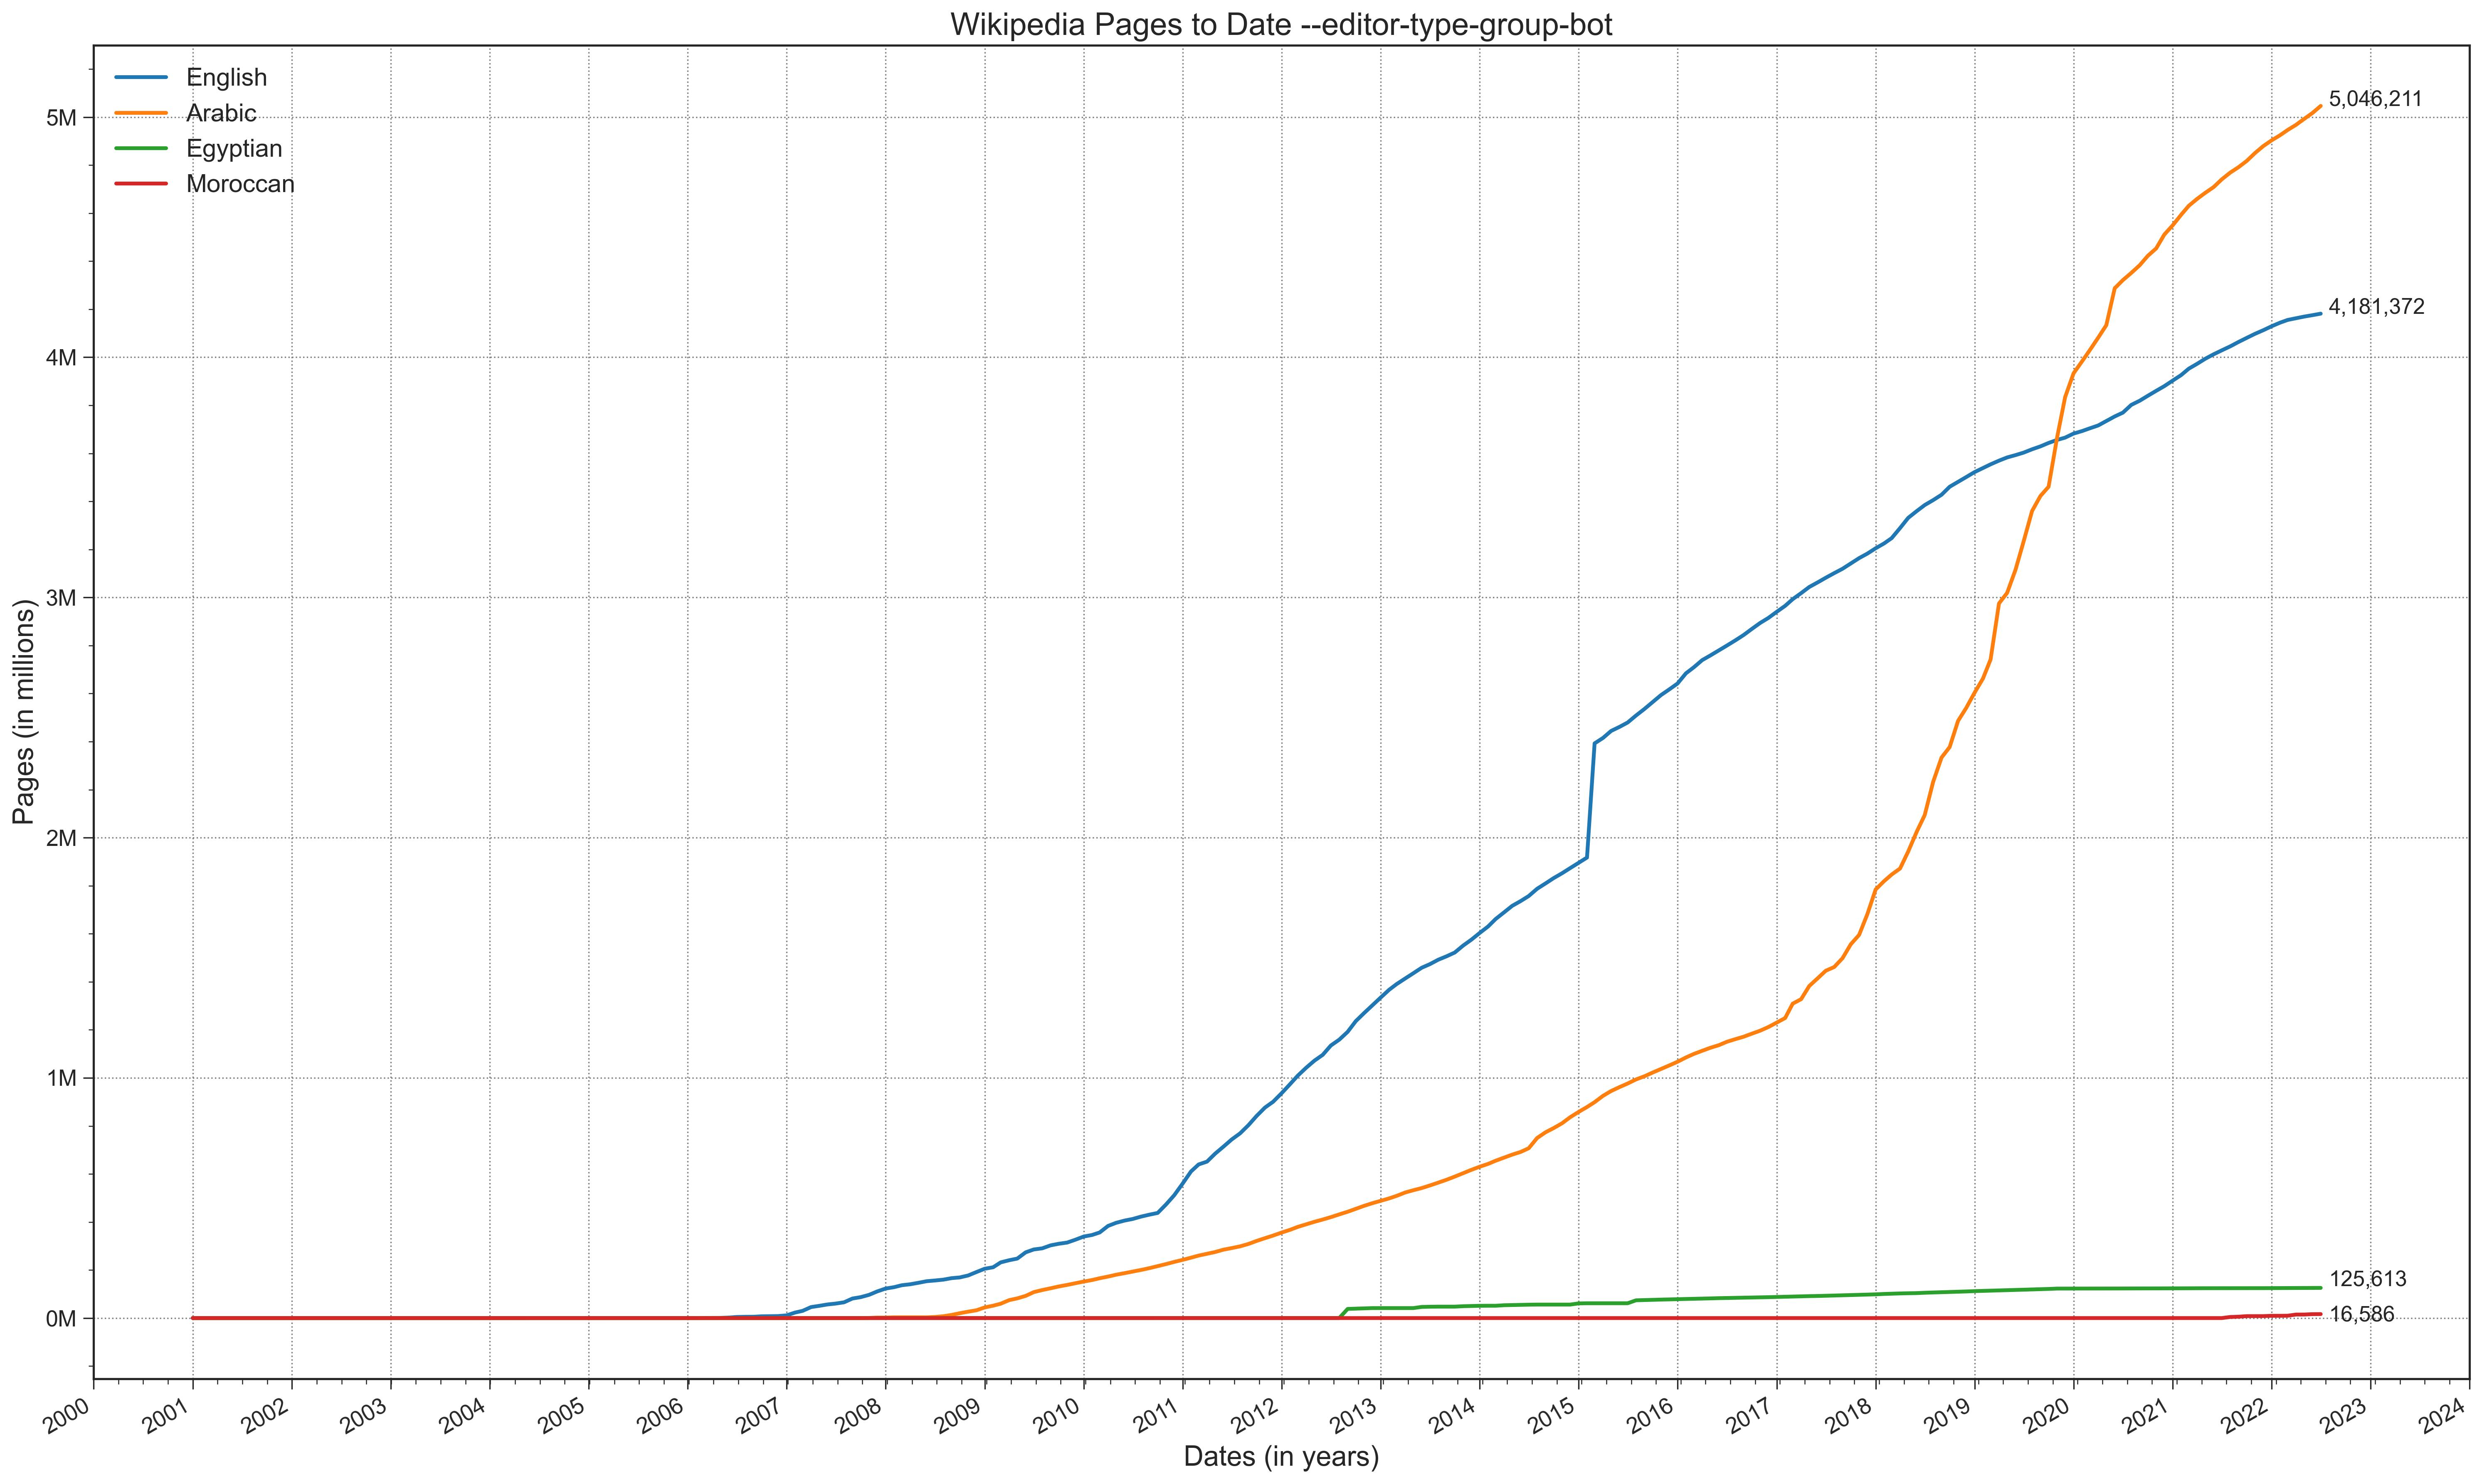 Wikipedia Pages to Date --editor-type-group-bot
English
Arabic
Egyptian
Moroccan
5M
4M
3M
2M
1M
0M
Pages (in millions)
5,046,211
4,181,372
125,613
16,586
2000 2001 2002 2003 2004 2005 2006 2007 2008 2009 2010 2011 2012 2013 2014 2015 2016 2017 2018 2019 2020 2021 2022 2023 2024
Dates (in years)